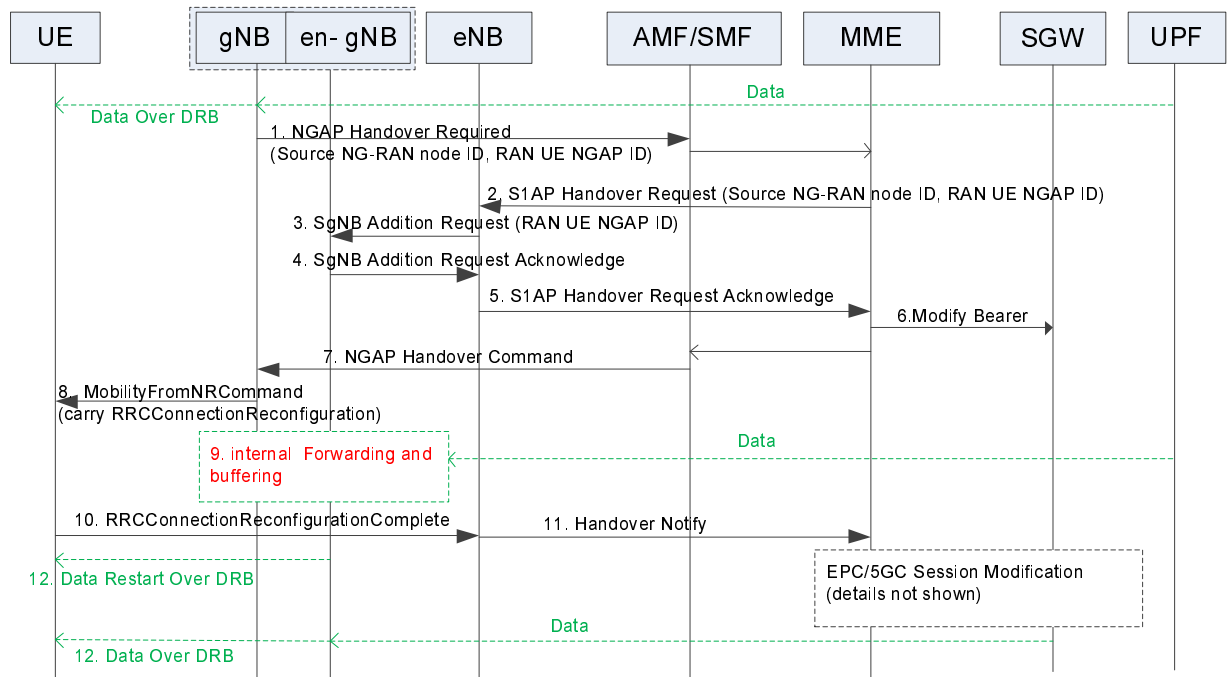 UE
gNB
en- gNB
eNB
AMF/SMF
MME
SGW
UPF
Data
Data Over DRB
1. NGAP Handover Required
(Source NG-RAN node ID, RAN UE NGAP ID)
2. S1AP Handover Request (Source NG-RAN node ID, RAN UE NGAP ID)
3. SgNB Addition Request (RAN UE NGAP ID)
4. SgNB Addition Request Acknowledge
5. S1AP Handover Request Acknowledge
6.Modify Bearer
7. NGAP Handover Command
8. MobilityFromNRCommand
(carry RRCConnectionReconfiguration)
Data
9. internal Forwarding and
buffering
10. RRCConnectionReconfigurationComplete
11. Handover Notify
12. Data Restart Over DRB
EPC/5GC Session Modification
(details not shown)
Data
12. Data Over DRB